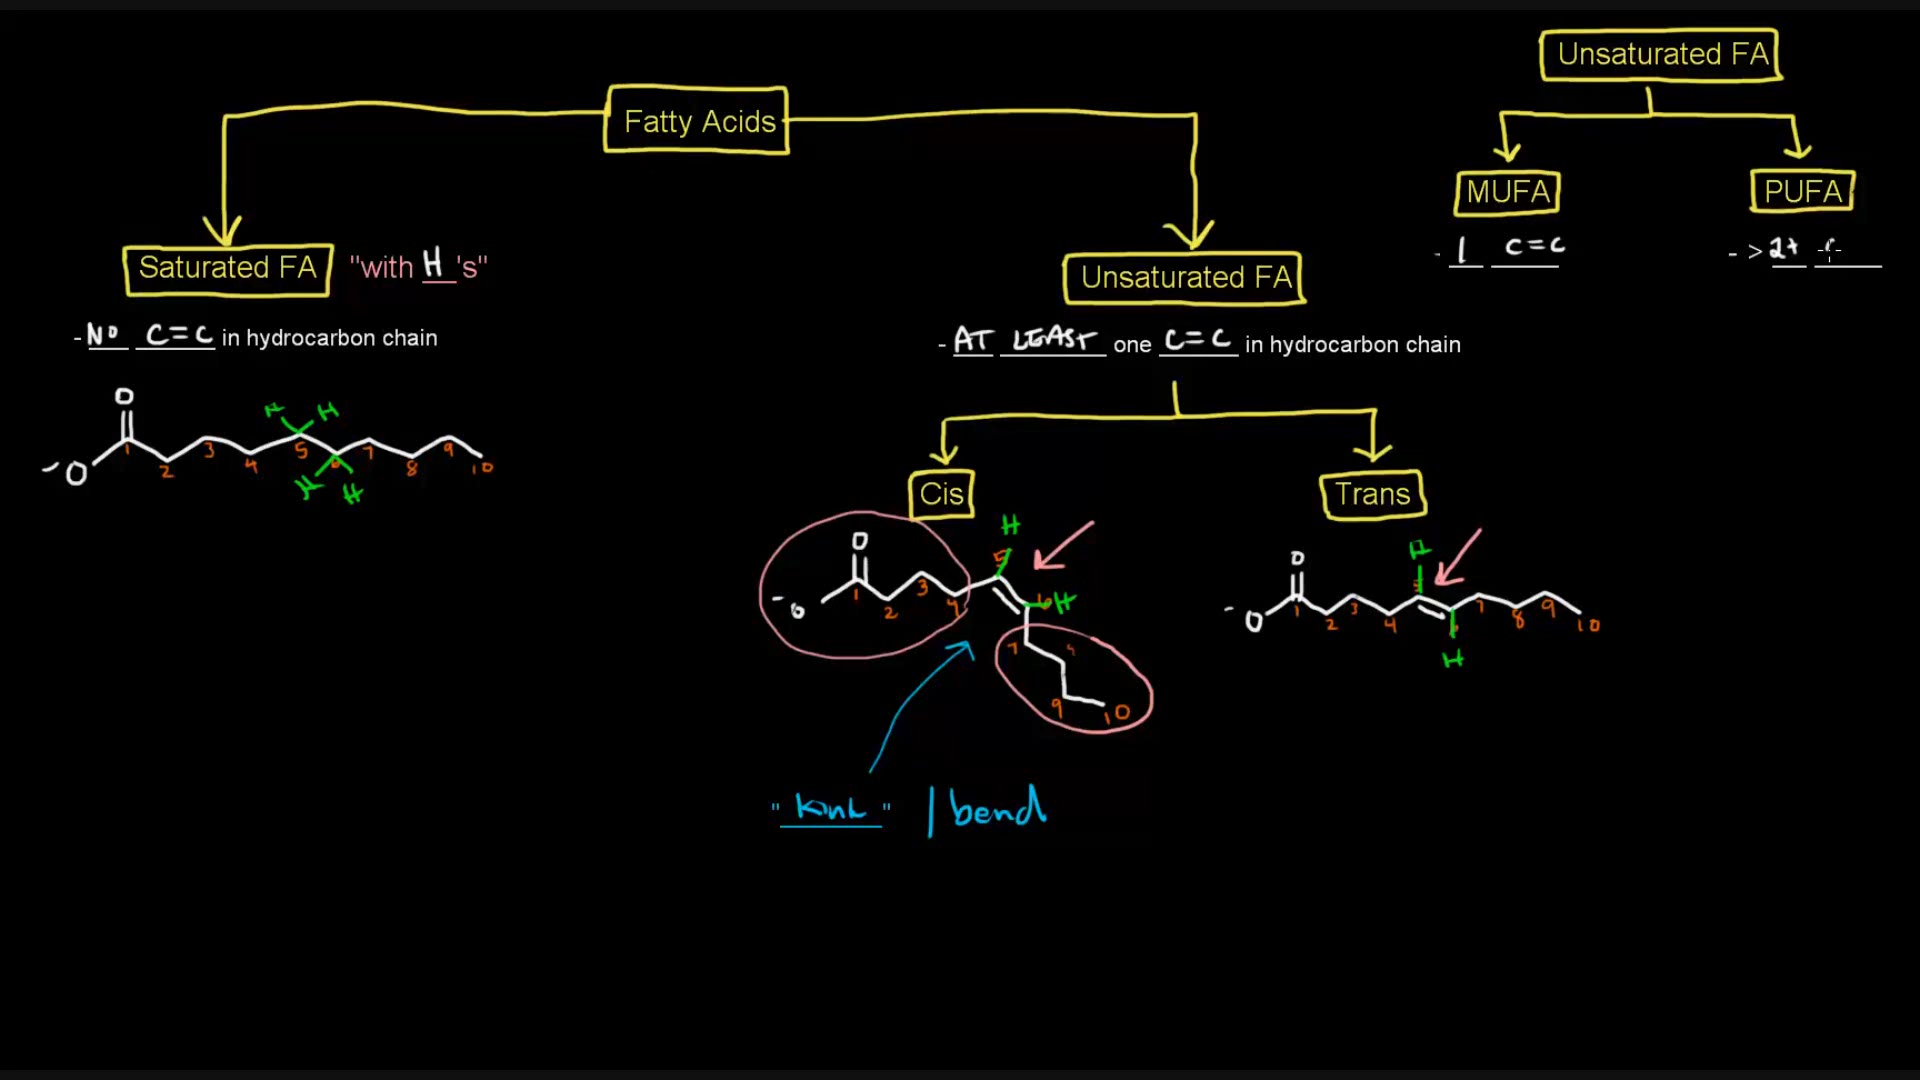 Unsaturated FA
Fatty Acids
MUFA
PUFA
- 1 C=C
- > 2+ C
Saturated FA "with H 's"
Unsaturated FA
- NO C=C in hydrocarbon chain
- AT LEAST one C=C in hydrocarbon chain
O
H H
1 2 3 4 5 6 7 8 9 10
-O
H H
Cis
Trans
H
O
5
1 2 3 4
6 H
-O
7
9 10
H
O
1 2 3 4 5 6 7 8 9 10
-O
H
"kink" / bend